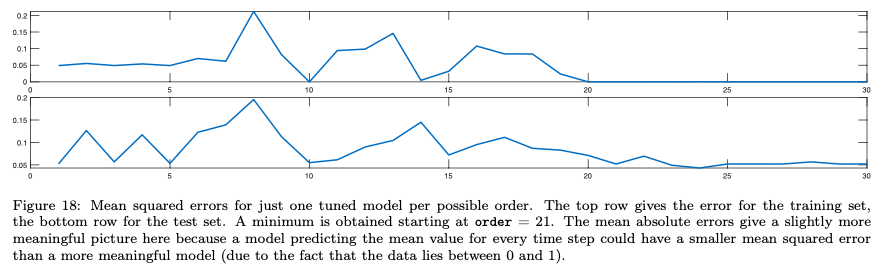 0.2
0.15
0.1
0.05
0
0 5 10 15 20 25 30
0.2
0.15
0.1
0.05
0 5 10 15 20 25 30
Figure 18: Mean squared errors for just one tuned model per possible order. The top row gives the error for the training set,
the bottom row for the test set. A minimum is obtained starting at order = 21. The mean absolute errors give a slightly more
meaningful picture here because a model predicting the mean value for every time step could have a smaller mean squared error
than a more meaningful model (due to the fact that the data lies between 0 and 1).